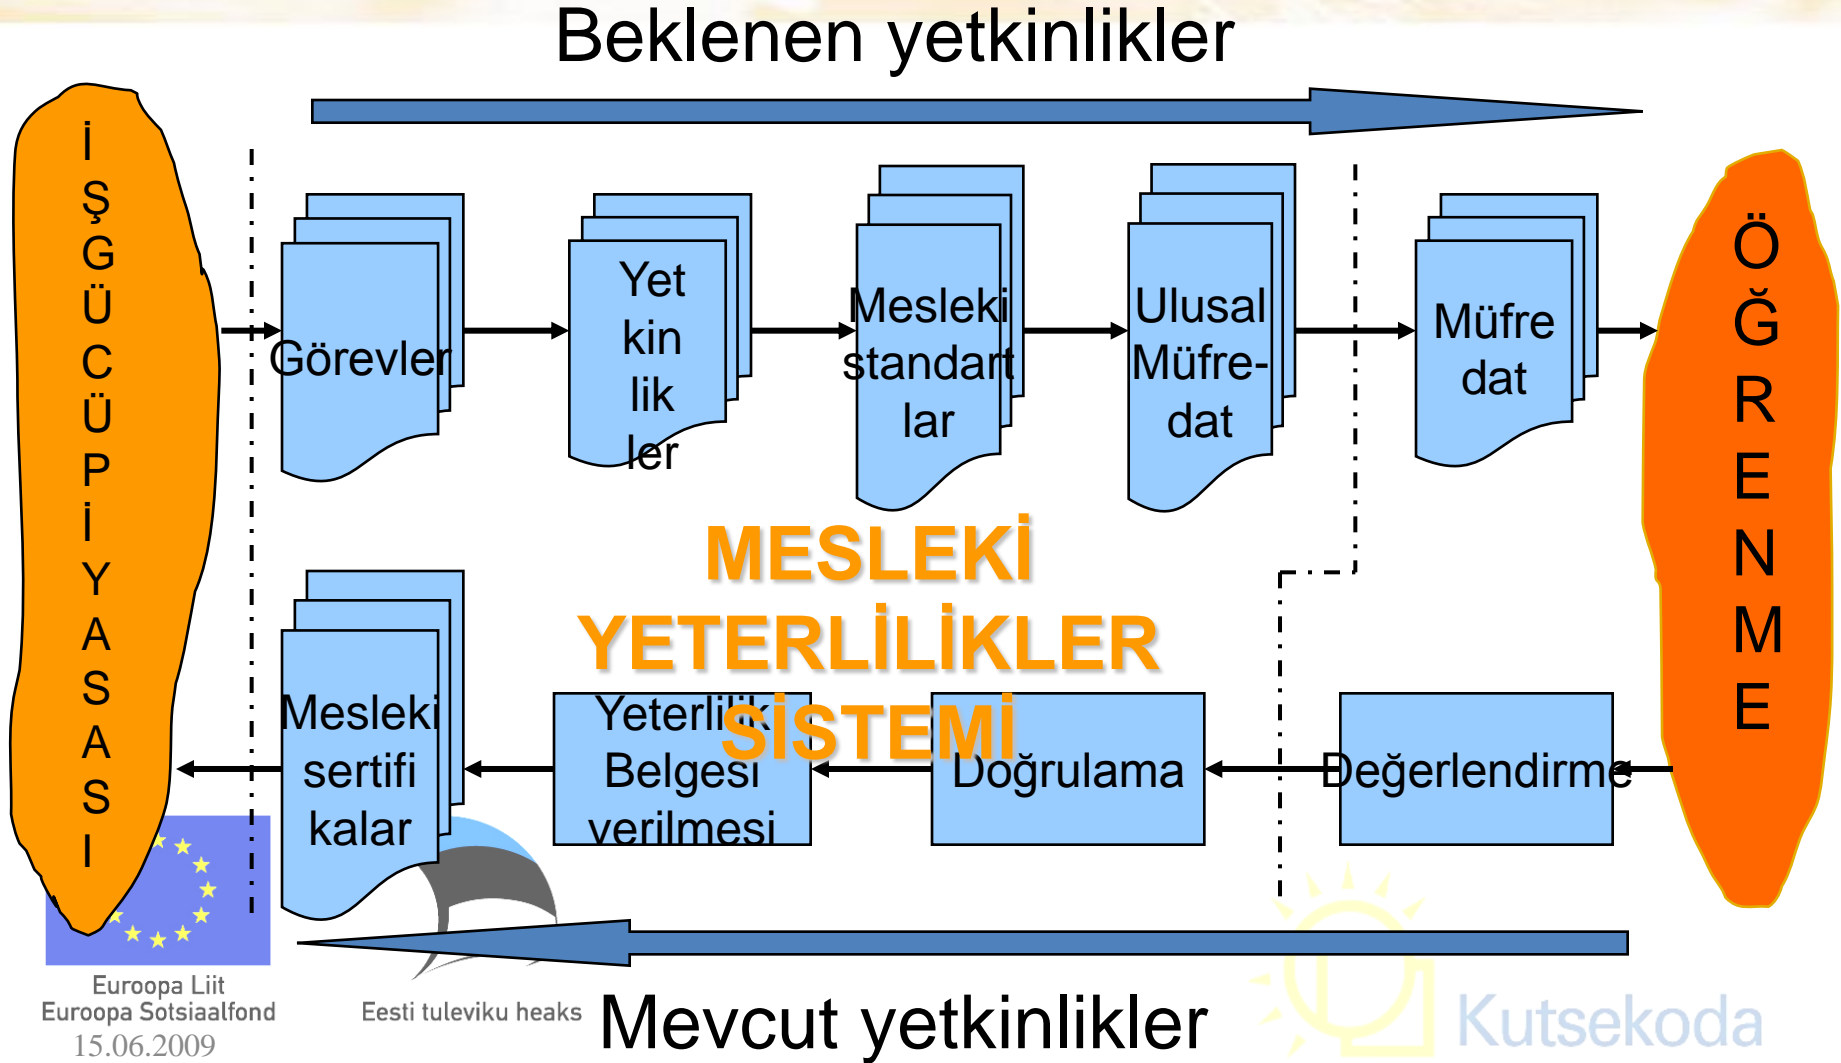 Beklenen yetkinlikler
İ
Ş
G
Ü
C
Ü
P
İ
Y
A
S
A
S
I
Görevler
Yet
kin
lik
ler
Mesleki
standart
lar
Ulusal
Müfre-
dat
Müfre
dat
Ö
Ğ
R
E
N
M
E
MESLEKİ
YETERLİLİKLER
SİSTEMİ
Mesleki
sertifi
kalar
Yeterlilik
Belgesi
verilmesi
Doğrulama
Değerlendirme
Euroopa Liit
Euroopa Sotsiaalfond
15.06.2009
Eesti tuleviku heaks
Mevcut yetkinlikler
Kutsekoda